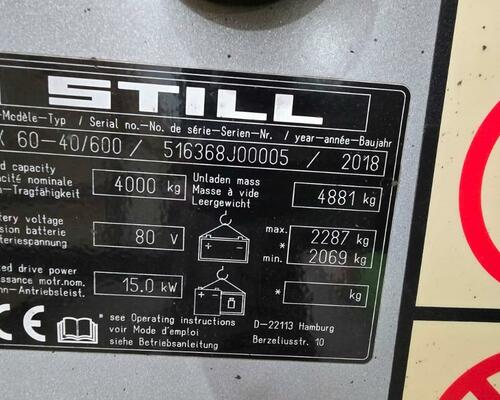 STILL
-Modèle-Typ / Serial no.-No. de série-Serien-Nr. / year-année-Baujahr
X 60-40/600 / 516368J00005 / 2018
capacity
nominale
-Tragfähigkeit
4000 kg
Unladen mass
Masse à vide
Leergewicht
4881 kg
voltage
batterie
80 v
max. 2287 kg
*
min. 2069 kg
drive power
motr.nom.
-Antriebsleist.
15.0 kW
* kg
CE
* see Operating instructions
voir Mode d'emploi
siehe Betriebsanleitung
D-22113 Hamburg
Berzeliusstr. 10